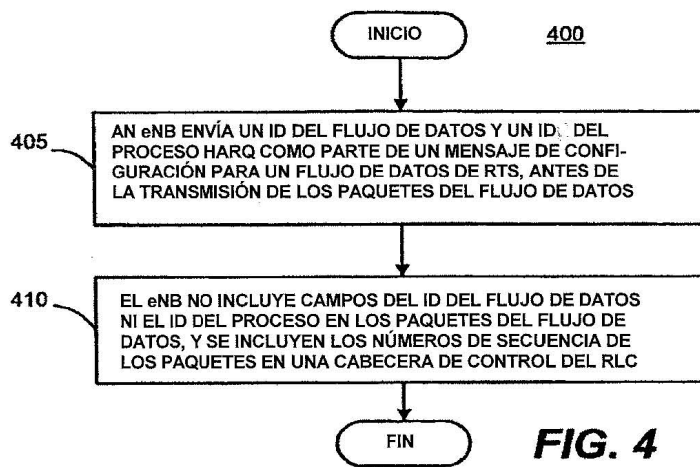 INICIO
400
405
AN eNB ENVÍA UN ID DEL FLUJO DE DATOS Y UN ID DEL
PROCESO HARQ COMO PARTE DE UN MENSAJE DE CONFI-
GURACIÓN PARA UN FLUJO DE DATOS DE RTS, ANTES DE
LA TRANSMISIÓN DE LOS PAQUETES DEL FLUJO DE DATOS
410
EL eNB NO INCLUYE CAMPOS DEL ID DEL FLUJO DE DATOS
NI EL ID DEL PROCESO EN LOS PAQUETES DEL FLUJO DE
DATOS, Y SE INCLUYEN LOS NÚMEROS DE SECUENCIA DE
LOS PAQUETES EN UNA CABECERA DE CONTROL DEL RLC
FIN
FIG. 4